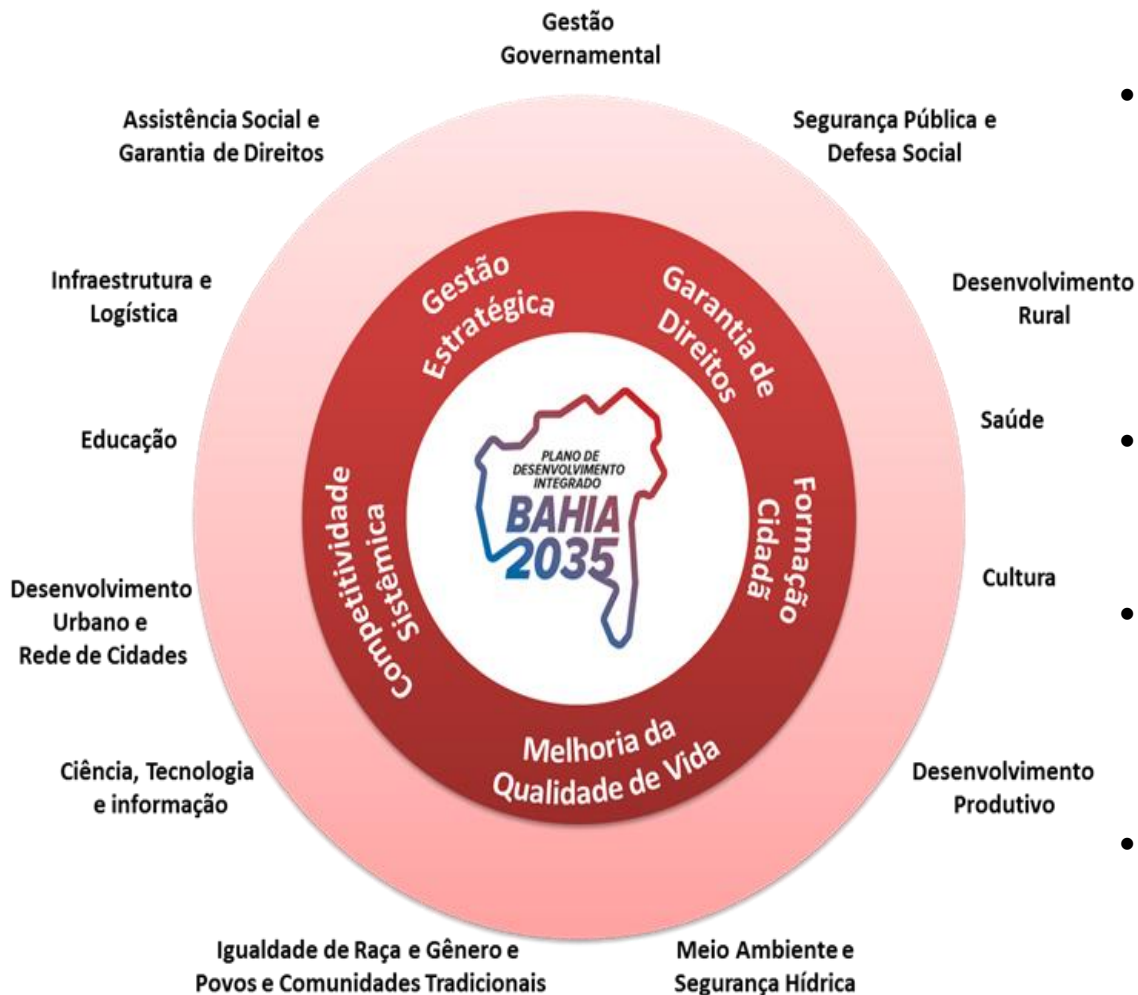 Gestão
Governamental
Assistência Social e
Garantia de Direitos
Segurança Pública e
Defesa Social
Infraestrutura e
Logística
Desenvolvimento
Rural
Educação
Saúde
Desenvolvimento
Urbano e
Rede de Cidades
Cultura
Ciência, Tecnologia
e informação
Desenvolvimento
Produtivo
Igualdade de Raça e Gênero e
Povos e Comunidades Tradicionais
Meio Ambiente e
Segurança Hídrica
Gestão
Estratégica
Garantia de
Direitos
Formação
Cidadã
Melhoria da
Qualidade de Vida
Competitividade
Sistêmica
PLANO DE
DESENVOLVIMENTO
INTEGRADO
BAHIA
2035